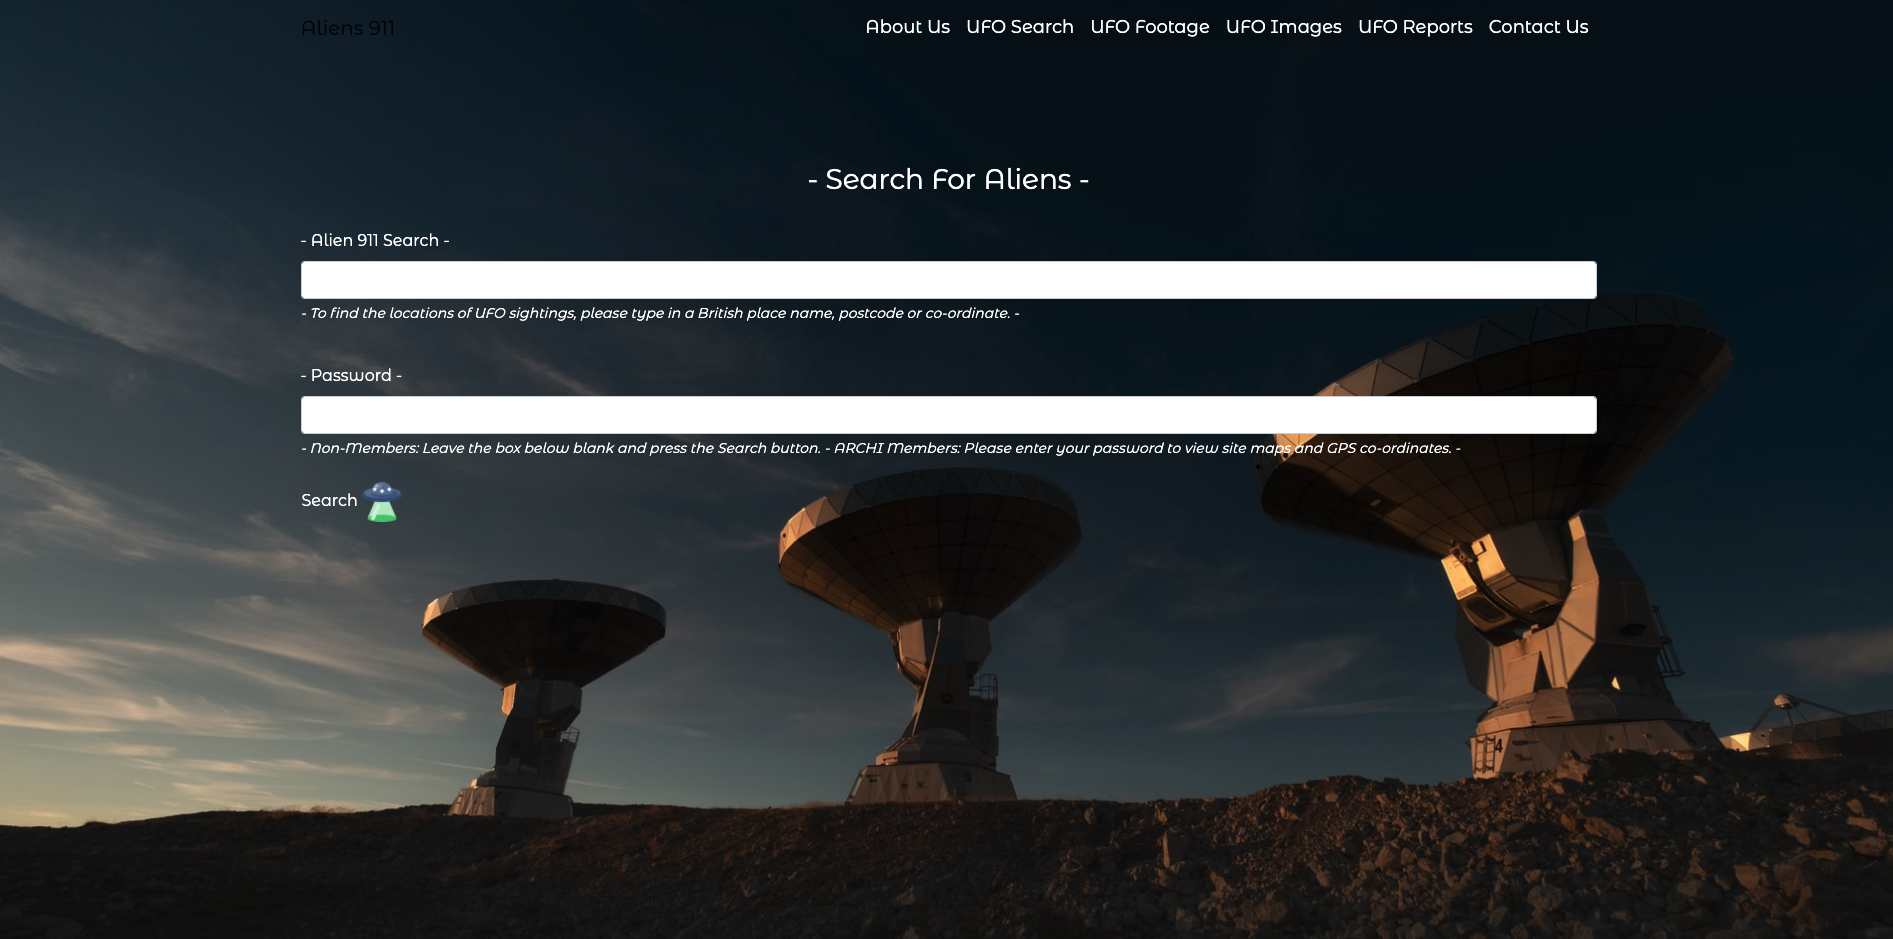 Aliens 911
About Us UFO Search UFO Footage UFO Images UFO Reports Contact Us
- Search For Aliens -
- Alien 911 Search -
- To find the locations of UFO sightings, please type in a British place name, postcode or co-ordinate. -
- Password -
- Non-Members: Leave the box below blank and press the Search button. - ARCHI Members: Please enter your password to view site maps and GPS co-ordinates. -
Search
4
5